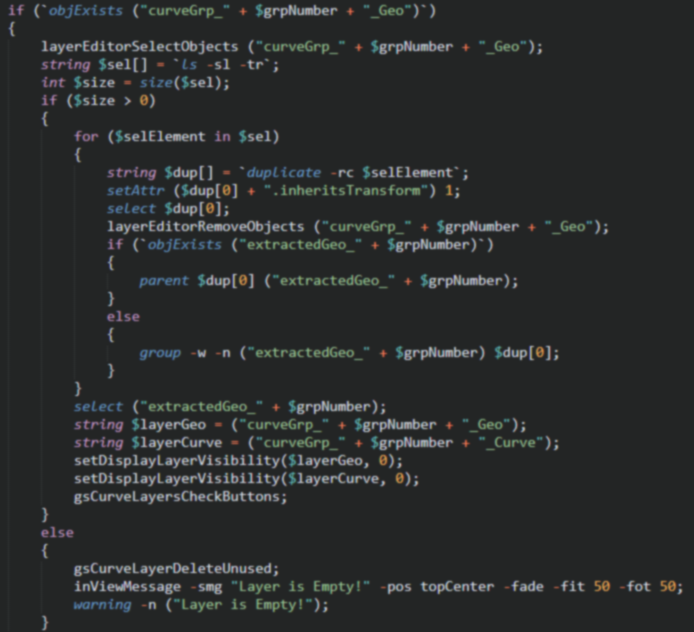 if (`objExists ("curveGrp_" + $grpNumber + "_Geo")`)
{
layerEditorSelectObjects ("curveGrp_" + $grpNumber + "_Geo");
string $sel[] = `ls -sl -tr`;
int $size = size($sel);
if ($size > 0)
{
for ($selElement in $sel)
{
string $dup[] = `duplicate -rc $selElement`;
setAttr ($dup[0] + ".inheritsTransform") 1;
select $dup[0];
layerEditorRemoveObjects ("curveGrp_" + $grpNumber + "_Geo");
if (`objExists ("extractedGeo_" + $grpNumber)`)
{
parent $dup[0] ("extractedGeo_" + $grpNumber);
}
else
{
group -w -n ("extractedGeo_" + $grpNumber) $dup[0];
}
}
select ("extractedGeo_" + $grpNumber);
string $layerGeo = ("curveGrp_" + $grpNumber + "_Geo");
string $layerCurve = ("curveGrp_" + $grpNumber + "_Curve");
setDisplayLayerVisibility($layerGeo, 0);
setDisplayLayerVisibility($layerCurve, 0);
gsCurveLayersCheckButtons;
}
else
{
gsCurveLayerDeleteUnused;
inViewMessage -smg "Layer is Empty!" -pos topCenter -fade -fit 50 -fot 50;
warning -n ("Layer is Empty!");
}